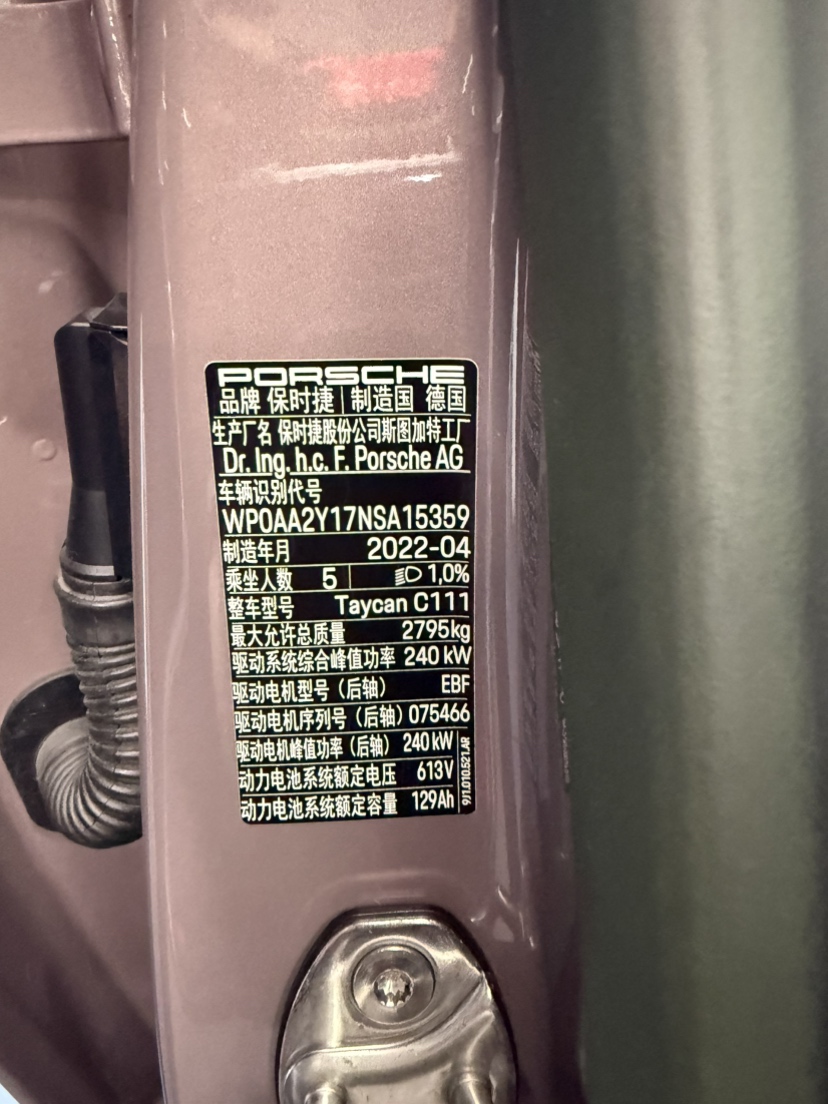 PORSCHE
品牌 保时捷 制造国 德国
生产厂名 保时捷股份公司斯图加特工厂
Dr. Ing. h.c. F. Porsche AG
车辆识别代号
WP0AA2Y17NSA15359
制造年月 2022-04
乘坐人数 5 1,0%
整车型号 Taycan C111
最大允许总质量 2795kg
驱动系统综合峰值功率 240 kW
驱动电机型号（后轴） EBF
驱动电机序列号（后轴）075466
驱动电机峰值功率（后轴） 240 kW
动力电池系统额定电压 613V
动力电池系统额定容量 129Ah
9J1.010.521.AR